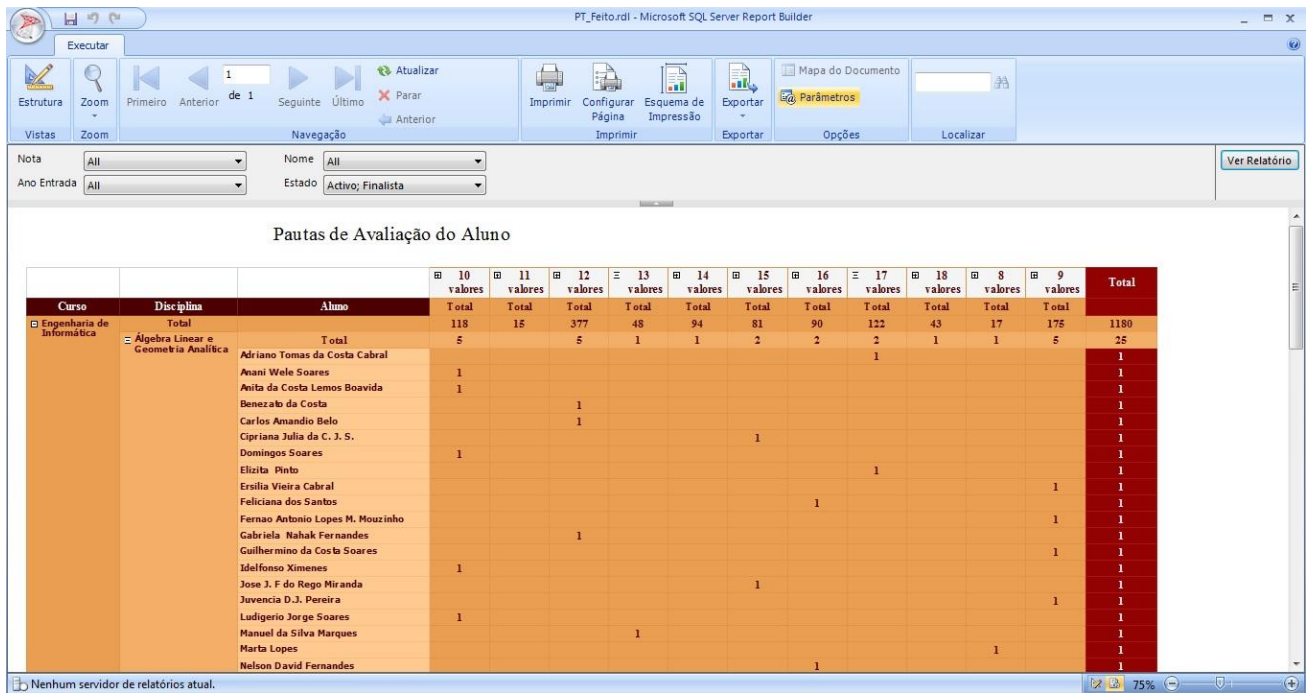 PT_Feito.rdl - Microsoft SQL Server Report Builder
Executar
Estrutura
Zoom
Primeiro
Anterior
1
de 1
Seguinte
Último
Atualizar
Parar
Anterior
Imprimir
Configurar Página
Esquema de Impressão
Exportar
Mapa do Documento
Parâmetros
Vistas
Zoom
Navegação
Imprimir
Exportar
Opções
Localizar
Nota All Nome All Ver Relatório
Ano Entrada All Estado Activo; Finalista
Pautas de Avaliação do Aluno
10 valores 11 valores 12 valores 13 valores 14 valores 15 valores 16 valores 17 valores 18 valores 8 valores 9 valores Total
Curso Disciplina Aluno Total Total Total Total Total Total Total Total Total Total Total
Engenharia de Informática Total 118 15 377 48 94 81 90 122 43 17 175 1180
Álgebra Linear e Geometria Analítica Total 5 5 1 1 2 2 2 1 1 5 25
Adriano Tomas da Costa Cabral 1 1
Anani Wele Soares 1 1
Anita da Costa Lemos Boavida 1 1
Benezato da Costa 1 1
Carlos Amandio Belo 1 1
Cipriana Julia da C. J. S. 1 1
Domingos Soares 1 1
Elizita Pinto 1 1
Ersilia Vieira Cabral 1 1
Feliciana dos Santos 1 1
Fernao Antonio Lopes M. Mouzinho 1 1
Gabriela Nahak Fernandes 1 1
Guilhermino da Costa Soares 1 1
Idelfonso Ximenes 1 1
Jose J. F do Rego Miranda 1 1
Juvencia D.J. Pereira 1 1
Ludigerio Jorge Soares 1 1
Manuel da Silva Marques 1 1
Marta Lopes 1 1
Nelson David Fernandes 1 1
Nenhum servidor de relatórios atual. 75%